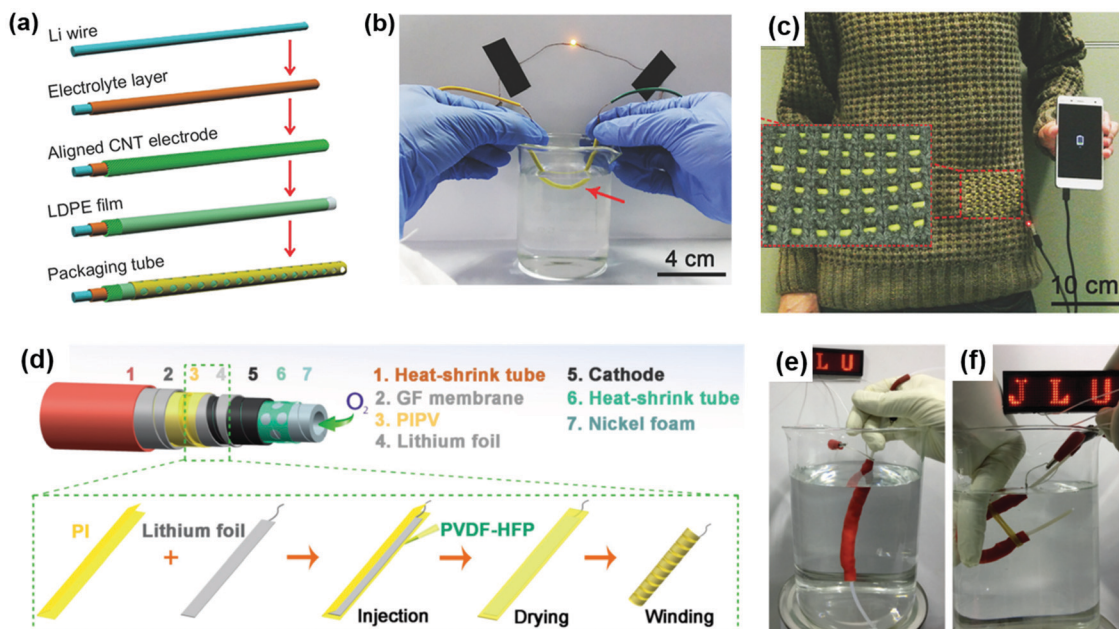 (a)
Li wire
Electrolyte layer
Aligned CNT electrode
LDPE film
Packaging tube
(b)
4 cm
(c)
10 cm
(d)
1 2 3 4 5 6 7
O2
1. Heat-shrink tube
2. GF membrane
3. PIPV
4. Lithium foil
5. Cathode
6. Heat-shrink tube
7. Nickel foam
PI
+
Lithium foil
PVDF-HFP
Injection
Drying
Winding
(e)
L U
(f)
J L U